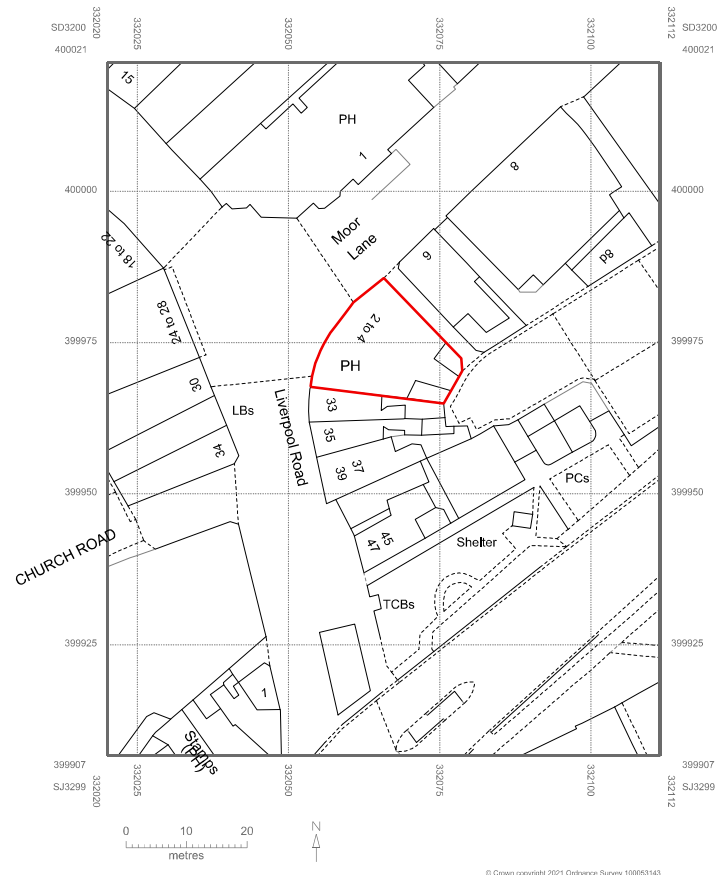 332020
332025
332050
332075
332100
332112
SD3200
400021
SD3200
400021
15
PH
1
8
400000
400000
Moor
Lane
18 to 22
6
8d
24 to 28
2 to 4
399975
399975
PH
30
33
LBs
Liverpool Road
35
34
37
39
399950
399950
PCs
CHURCH ROAD
45
47
Shelter
TCBs
399925
399925
1
Stamps
(PH)
399907
SJ3299
399907
SJ3299
332020
332025
332050
332075
332100
332112
0 10 20
metres
N
© Crown copyright 2021 Ordnance Survey 100053143